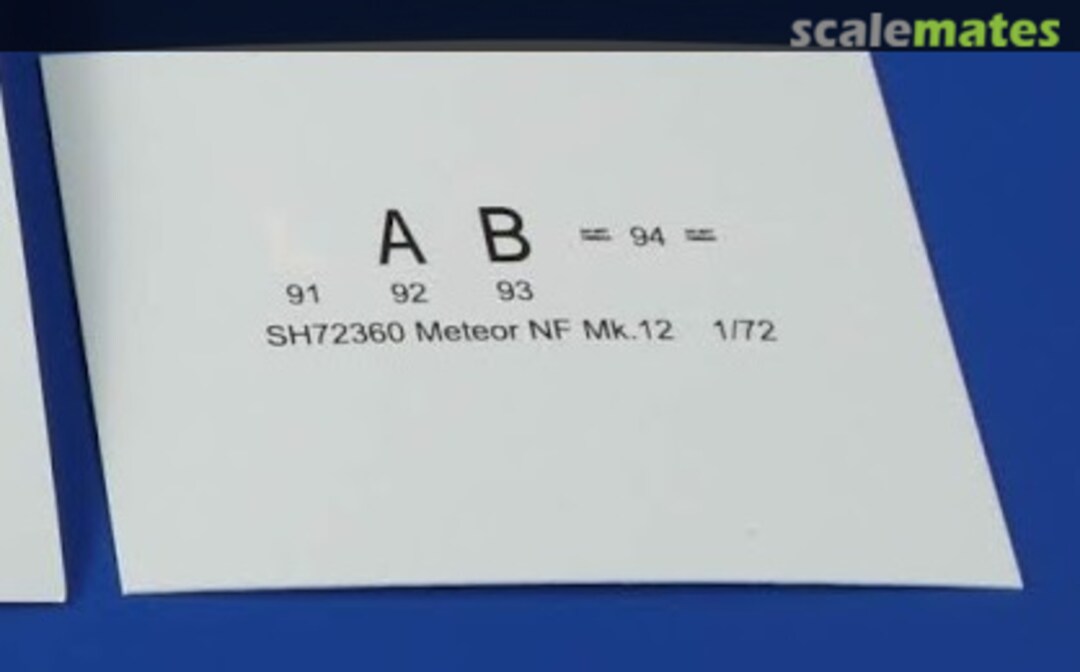 scalemates
A B = 94 =
91 92 93
SH72360 Meteor NF Mk.12 1/72